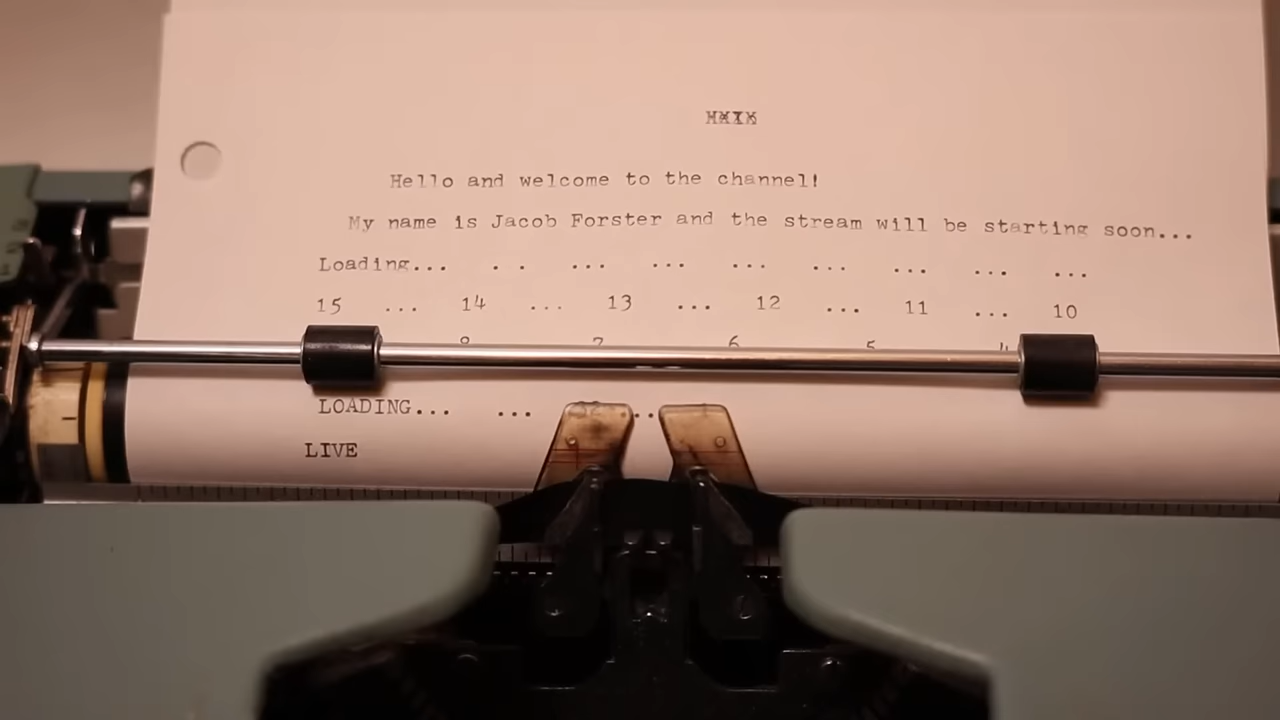 Hello and welcome to the channel!
My name is Jacob Forster and the stream will be starting soon...
Loading... . . ... ... ... ... ... ... ...
15 ... 14 ... 13 ... 12 ... 11 ... 10
6
LOADING... ... ..
LIVE